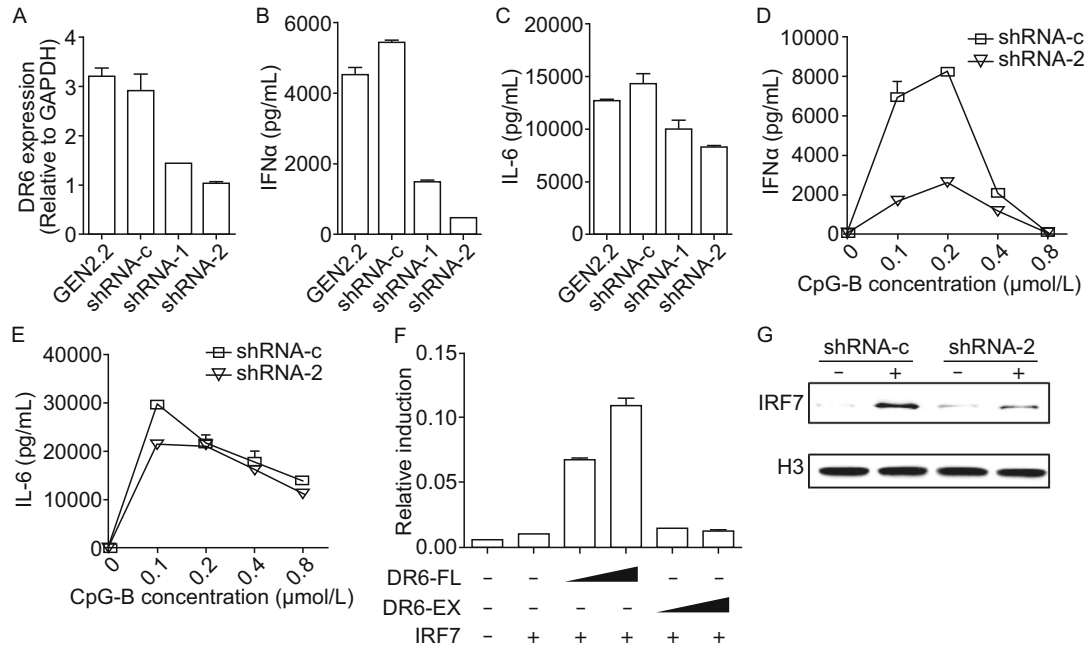 A
DR6 expression
(Relative to GAPDH)
4
3
2
1
0
GEN2.2
shRNA-c
shRNA-1
shRNA-2
B
IFNα (pg/mL)
6000
4000
2000
0
GEN2.2
shRNA-c
shRNA-1
shRNA-2
C
IL-6 (pg/mL)
20000
15000
10000
5000
0
GEN2.2
shRNA-c
shRNA-1
shRNA-2
D
shRNA-c
shRNA-2
IFNα (pg/mL)
10000
8000
6000
4000
2000
0
0
0.1
0.2
0.4
0.8
CpG-B concentration (μmol/L)
E
shRNA-c
shRNA-2
IL-6 (pg/mL)
40000
30000
20000
10000
0
0
0.1
0.2
0.4
0.8
CpG-B concentration (μmol/L)
F
Relative induction
0.15
0.10
0.05
0.00
DR6-FL – – – –
DR6-EX – – – –
IRF7 – + + + + +
G
shRNA-c shRNA-2
– + – +
IRF7
H3